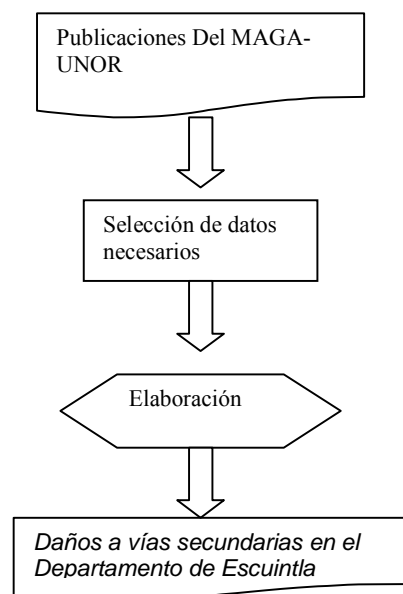 Publicaciones Del MAGA-
UNOR
Selección de datos
necesarios
Elaboración
Daños a vías secundarias en el
Departamento de Escuintla